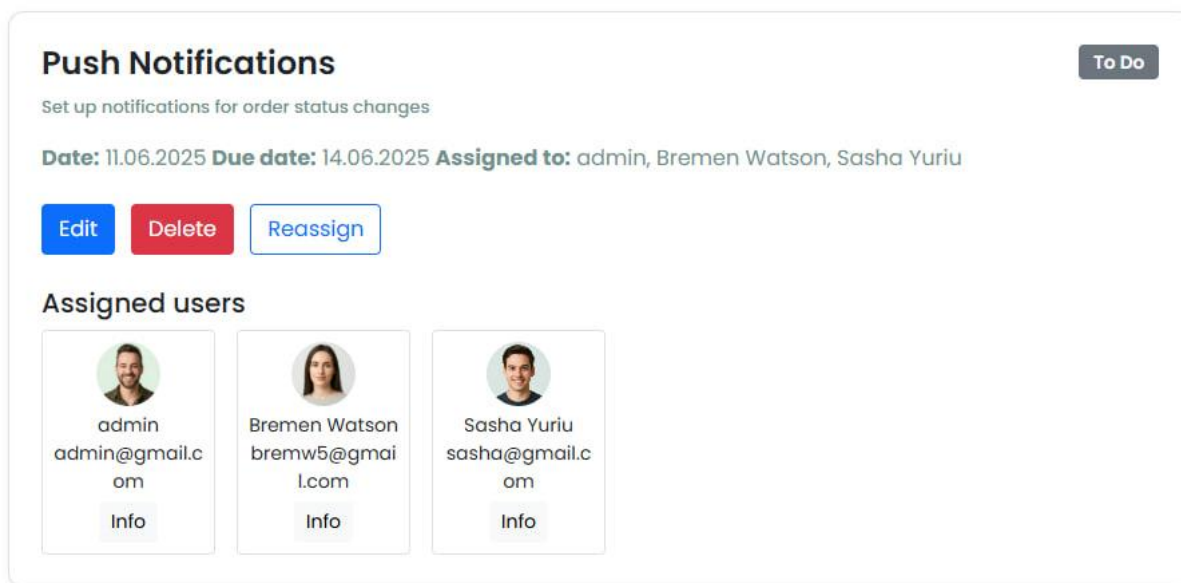 Push Notifications
To Do
Set up notifications for order status changes
Date: 11.06.2025 Due date: 14.06.2025 Assigned to: admin, Bremen Watson, Sasha Yuriu
Edit
Delete
Reassign
Assigned users
admin
admin@gmail.c
om
Info
Bremen Watson
bremw5@gmai
l.com
Info
Sasha Yuriu
sasha@gmail.c
om
Info